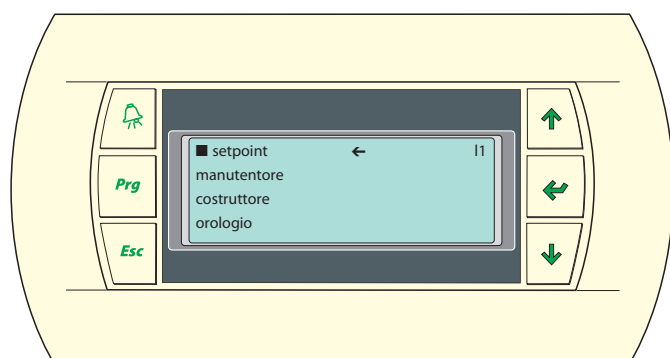 ■ setpoint ← I1
manutentore
costruttore
orologio
Prg
Esc